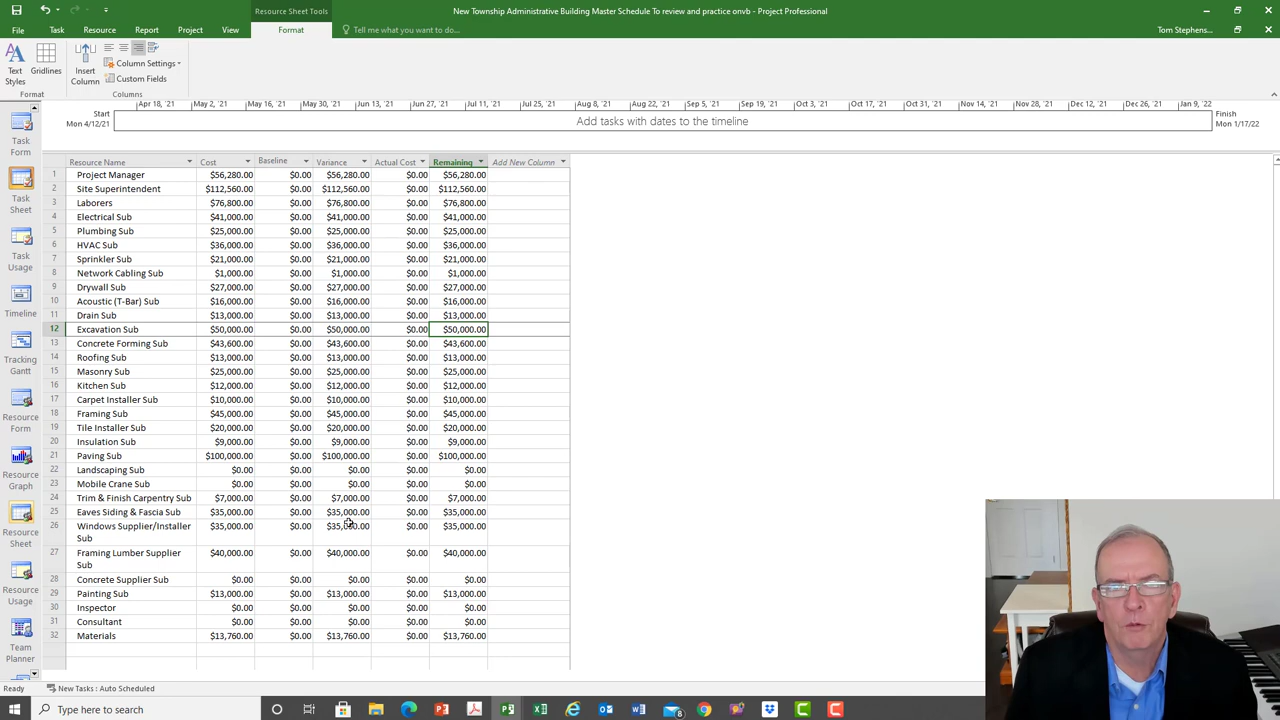 Resource Sheet Tools
New Township Administrative Building Master Schedule To review and practice onvb - Project Professional
File Task Resource Report Project View Format Tell me what you want to do... Tom Stephens...
Text Styles
Gridlines
Insert Column
Column Settings
Custom Fields
Format Columns
Apr 18, '21 May 2, '21 May 16, '21 May 30, '21 Jun 13, '21 Jun 27, '21 Jul 11, '21 Jul 25, '21 Aug 8, '21 Aug 22, '21 Sep 5, '21 Sep 19, '21 Oct 3, '21 Oct 17, '21 Oct 31, '21 Nov 14, '21 Nov 28, '21 Dec 12, '21 Dec 26, '21 Jan 9, '22
Start
Mon 4/12/21
Add tasks with dates to the timeline
Finish
Mon 1/17/22
Task Form
Task Sheet
Task Usage
Timeline
Tracking Gantt
Resource Form
Resource Graph
Resource Sheet
Resource Usage
Team Planner
Resource Name Cost Baseline Variance Actual Cost Remaining Add New Column
1 Project Manager $56,280.00 $0.00 $56,280.00 $0.00 $56,280.00
2 Site Superintendent $112,560.00 $0.00 $112,560.00 $0.00 $112,560.00
3 Laborers $76,800.00 $0.00 $76,800.00 $0.00 $76,800.00
4 Electrical Sub $41,000.00 $0.00 $41,000.00 $0.00 $41,000.00
5 Plumbing Sub $25,000.00 $0.00 $25,000.00 $0.00 $25,000.00
6 HVAC Sub $36,000.00 $0.00 $36,000.00 $0.00 $36,000.00
7 Sprinkler Sub $21,000.00 $0.00 $21,000.00 $0.00 $21,000.00
8 Network Cabling Sub $1,000.00 $0.00 $1,000.00 $0.00 $1,000.00
9 Drywall Sub $27,000.00 $0.00 $27,000.00 $0.00 $27,000.00
10 Acoustic (T-Bar) Sub $16,000.00 $0.00 $16,000.00 $0.00 $16,000.00
11 Drain Sub $13,000.00 $0.00 $13,000.00 $0.00 $13,000.00
12 Excavation Sub $50,000.00 $0.00 $50,000.00 $0.00 $50,000.00
13 Concrete Forming Sub $43,600.00 $0.00 $43,600.00 $0.00 $43,600.00
14 Roofing Sub $13,000.00 $0.00 $13,000.00 $0.00 $13,000.00
15 Masonry Sub $25,000.00 $0.00 $25,000.00 $0.00 $25,000.00
16 Kitchen Sub $12,000.00 $0.00 $12,000.00 $0.00 $12,000.00
17 Carpet Installer Sub $10,000.00 $0.00 $10,000.00 $0.00 $10,000.00
18 Framing Sub $45,000.00 $0.00 $45,000.00 $0.00 $45,000.00
19 Tile Installer Sub $20,000.00 $0.00 $20,000.00 $0.00 $20,000.00
20 Insulation Sub $9,000.00 $0.00 $9,000.00 $0.00 $9,000.00
21 Paving Sub $100,000.00 $0.00 $100,000.00 $0.00 $100,000.00
22 Landscaping Sub $0.00 $0.00 $0.00 $0.00 $0.00
23 Mobile Crane Sub $0.00 $0.00 $0.00 $0.00 $0.00
24 Trim & Finish Carpentry Sub $7,000.00 $0.00 $7,000.00 $0.00 $7,000.00
25 Eaves Siding & Fascia Sub $35,000.00 $0.00 $35,000.00 $0.00 $35,000.00
26 Windows Supplier/Installer $35,000.00 $0.00 $35,000.00 $0.00 $35,000.00
Sub
27 Framing Lumber Supplier $40,000.00 $0.00 $40,000.00 $0.00 $40,000.00
Sub
28 Concrete Supplier Sub $0.00 $0.00 $0.00 $0.00 $0.00
29 Painting Sub $13,000.00 $0.00 $13,000.00 $0.00 $13,000.00
30 Inspector $0.00 $0.00 $0.00 $0.00 $0.00
31 Consultant $0.00 $0.00 $0.00 $0.00 $0.00
32 Materials $13,760.00 $0.00 $13,760.00 $0.00 $13,760.00
Ready New Tasks : Auto Scheduled
Type here to search
8